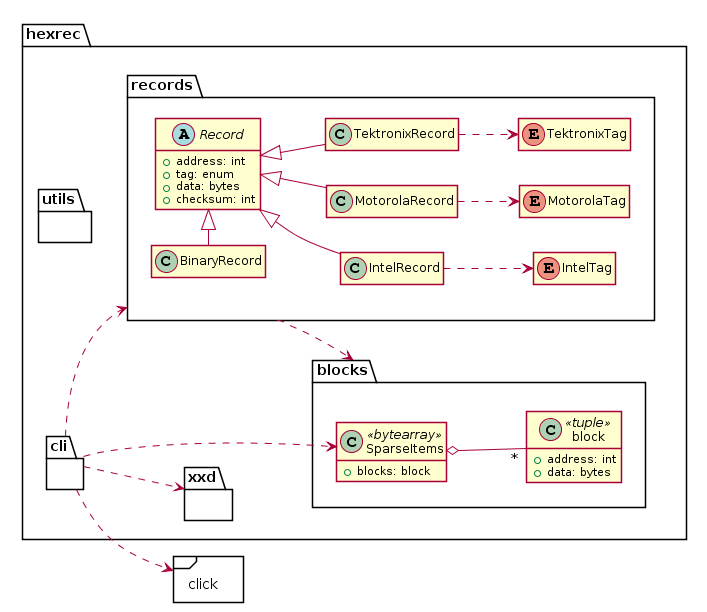 hexrec
records
A Record
address: int
tag: enum
data: bytes
checksum: int
C TektronixRecord
E TektronixTag
C MotorolaRecord
E MotorolaTag
C BinaryRecord
C IntelRecord
E IntelTag
utils
blocks
C «bytearray»
SparseItems
blocks: block
*
C «tuple»
block
address: int
data: bytes
cli
xxd
click